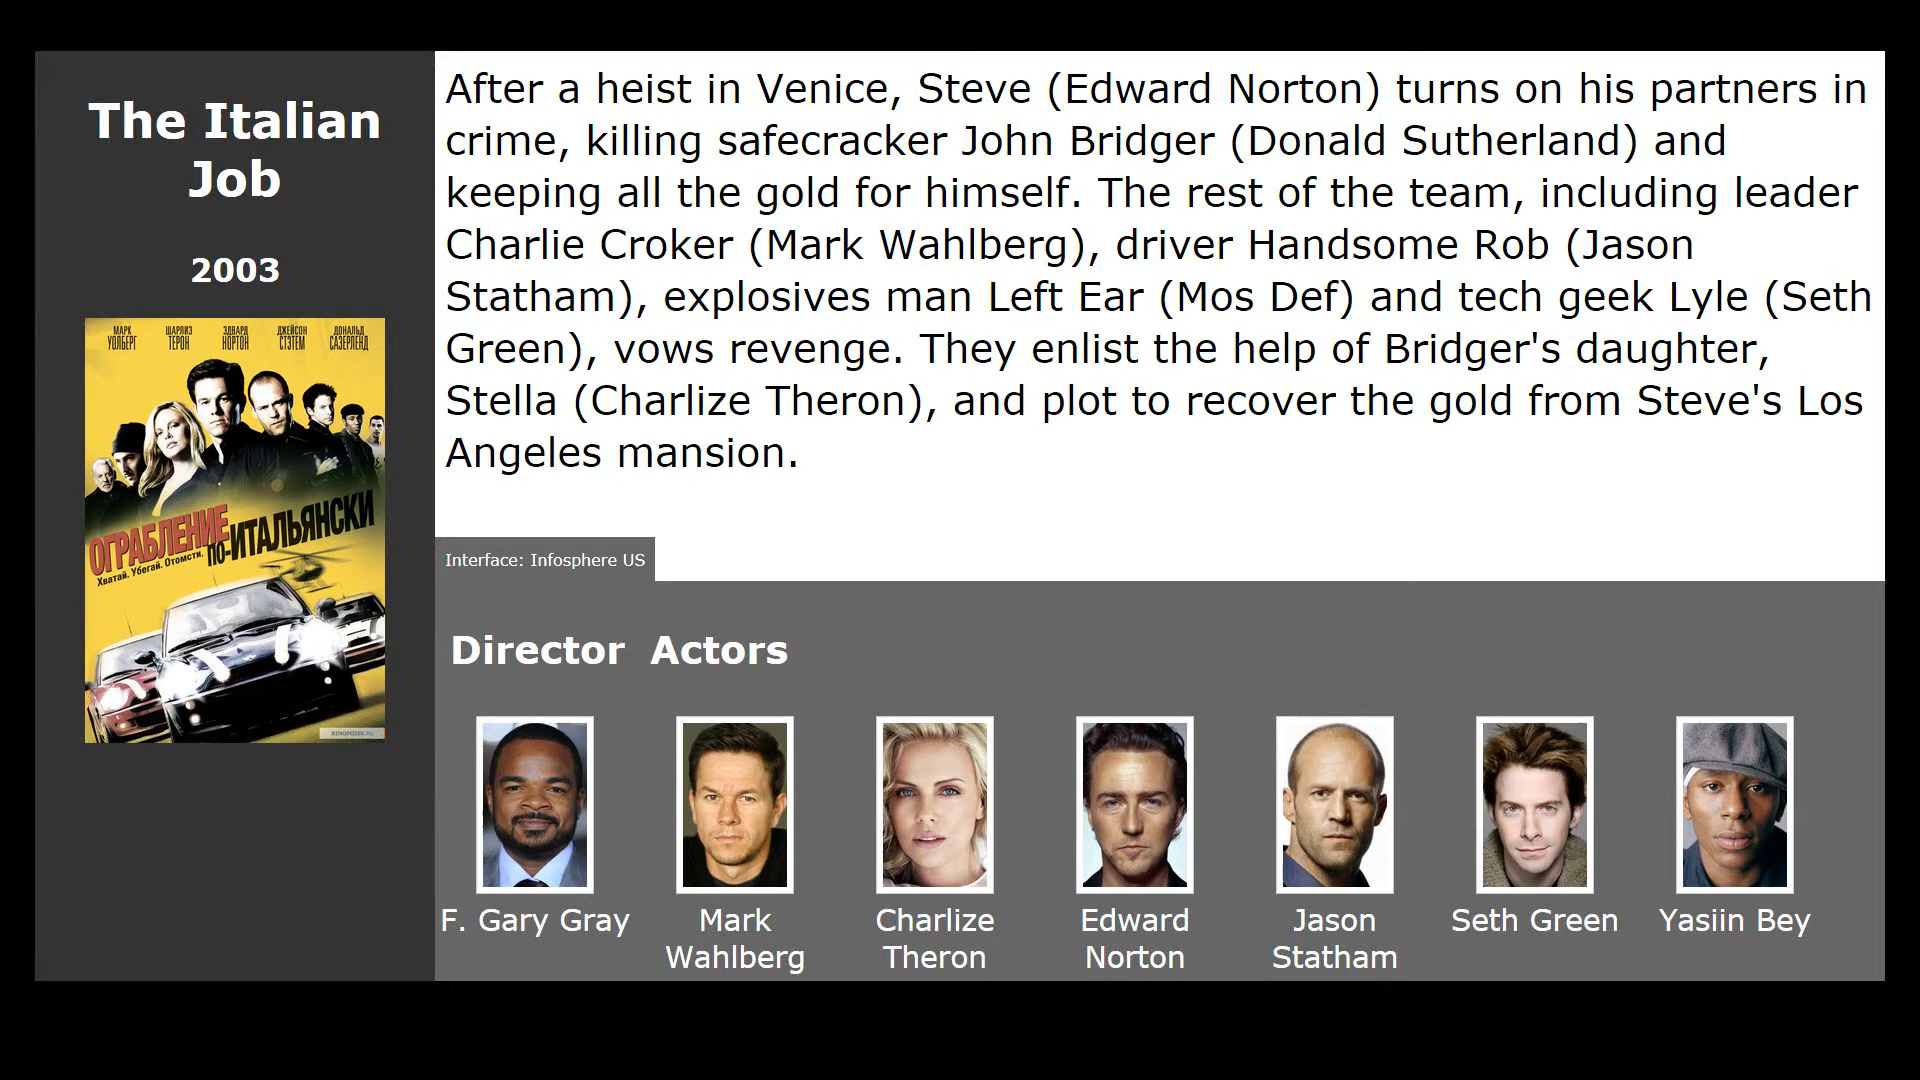 The Italian
Job
2003
МАРК
УОЛБЕРГ
ШАРЛИЗ
ТЕРОН
ЭДВАРД
НОРТОН
ДЖЕЙСОН
СТЭТЕМ
ДОНАЛЬД
САЗЕРЛЕНД
ОГРАБЛЕНИЕ
ПО-ИТАЛЬЯНСКИ
Хватай. Убегай. Отомсти.
KINOPOISK.RU
After a heist in Venice, Steve (Edward Norton) turns on his partners in
crime, killing safecracker John Bridger (Donald Sutherland) and
keeping all the gold for himself. The rest of the team, including leader
Charlie Croker (Mark Wahlberg), driver Handsome Rob (Jason
Statham), explosives man Left Ear (Mos Def) and tech geek Lyle (Seth
Green), vows revenge. They enlist the help of Bridger's daughter,
Stella (Charlize Theron), and plot to recover the gold from Steve's Los
Angeles mansion.
Interface: Infosphere US
Director Actors
F. Gary Gray
Mark
Wahlberg
Charlize
Theron
Edward
Norton
Jason
Statham
Seth Green
Yasiin Bey